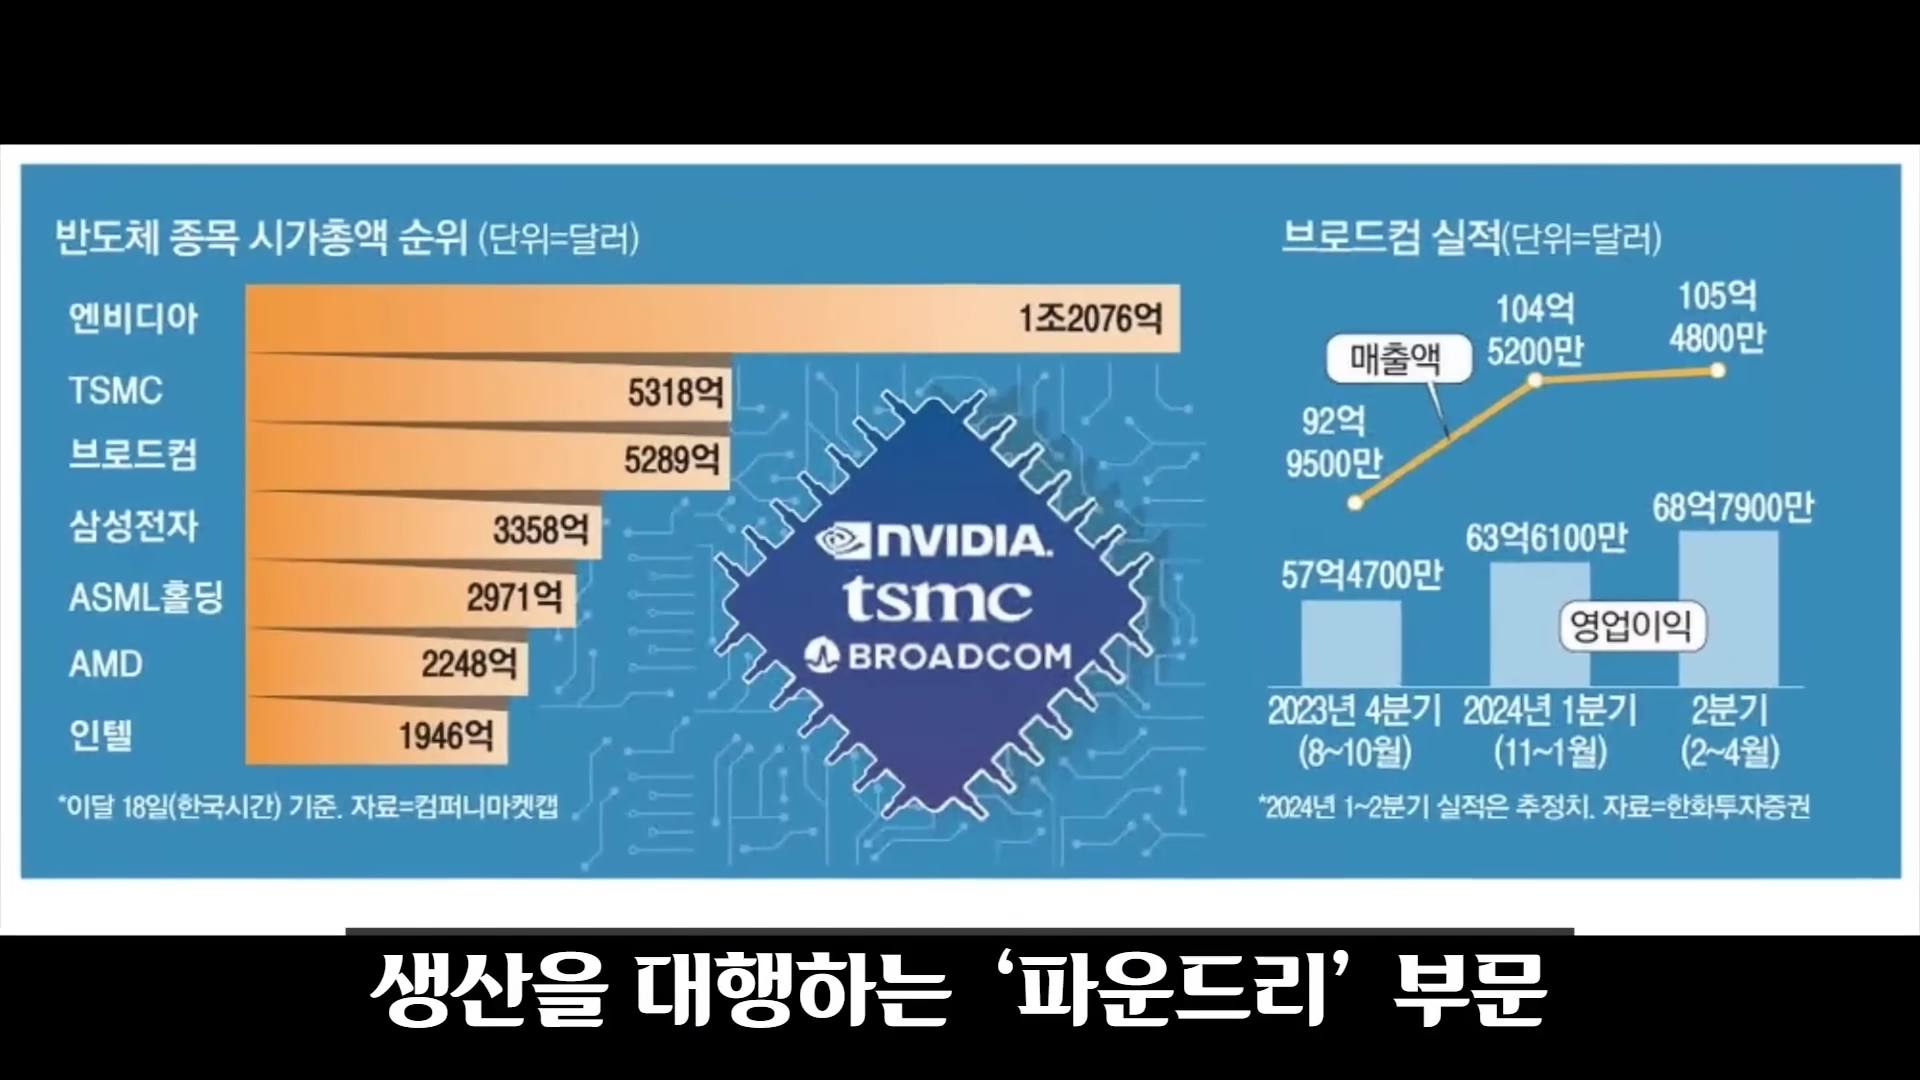 반도체 종목 시가총액 순위 (단위=달러)
엔비디아
1조2076억
TSMC
5318억
브로드컴
5289억
삼성전자
3358억
ASML홀딩
2971억
AMD
2248억
인텔
1946억
*이달 18일(한국시간) 기준. 자료=컴퍼니마켓캡
NVIDIA.
tsmc
BROADCOM
브로드컴 실적(단위=달러)
매출액
92억
9500만
104억
5200만
105억
4800만
57억4700만
63억6100만
68억7900만
영업이익
2023년 4분기
(8~10월)
2024년 1분기
(11~1월)
2분기
(2~4월)
*2024년 1~2분기 실적은 추정치. 자료=한화투자증권
생산을 대행하는 ‘파운드리’ 부문